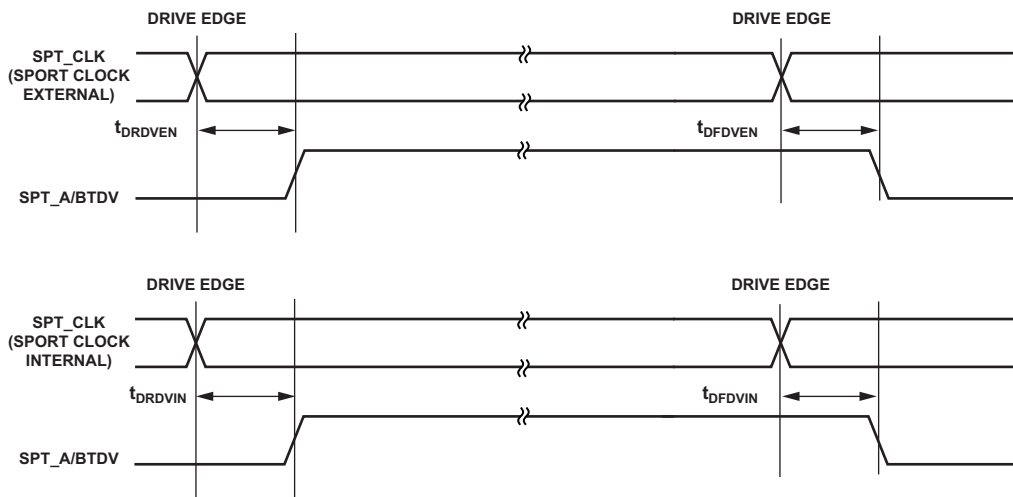 DRIVE EDGE
DRIVE EDGE
SPT_CLK
(SPORT CLOCK
EXTERNAL)
tDRDVEN
tDFDVEN
SPT_A/BTDV
DRIVE EDGE
DRIVE EDGE
SPT_CLK
(SPORT CLOCK
INTERNAL)
tDRDVIN
tDFDVIN
SPT_A/BTDV